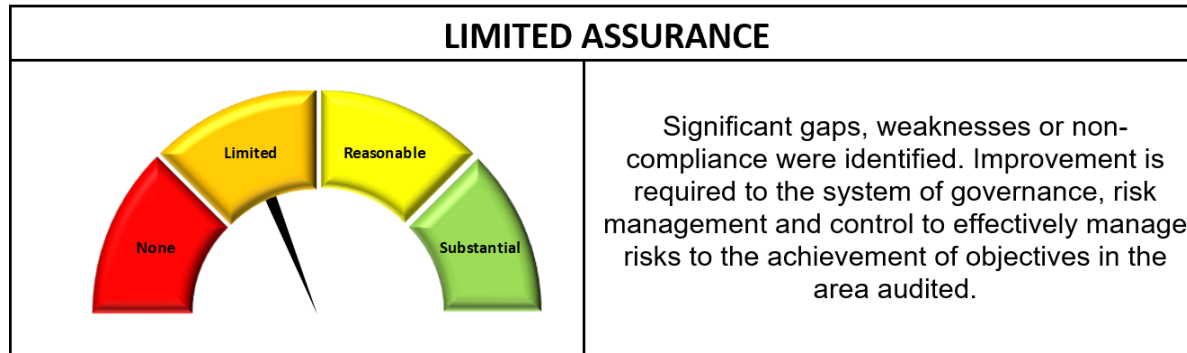 LIMITED ASSURANCE
Limited
Reasonable
None
Substantial
Significant gaps, weaknesses or non-
compliance were identified. Improvement is
required to the system of governance, risk
management and control to effectively manage
risks to the achievement of objectives in the
area audited.